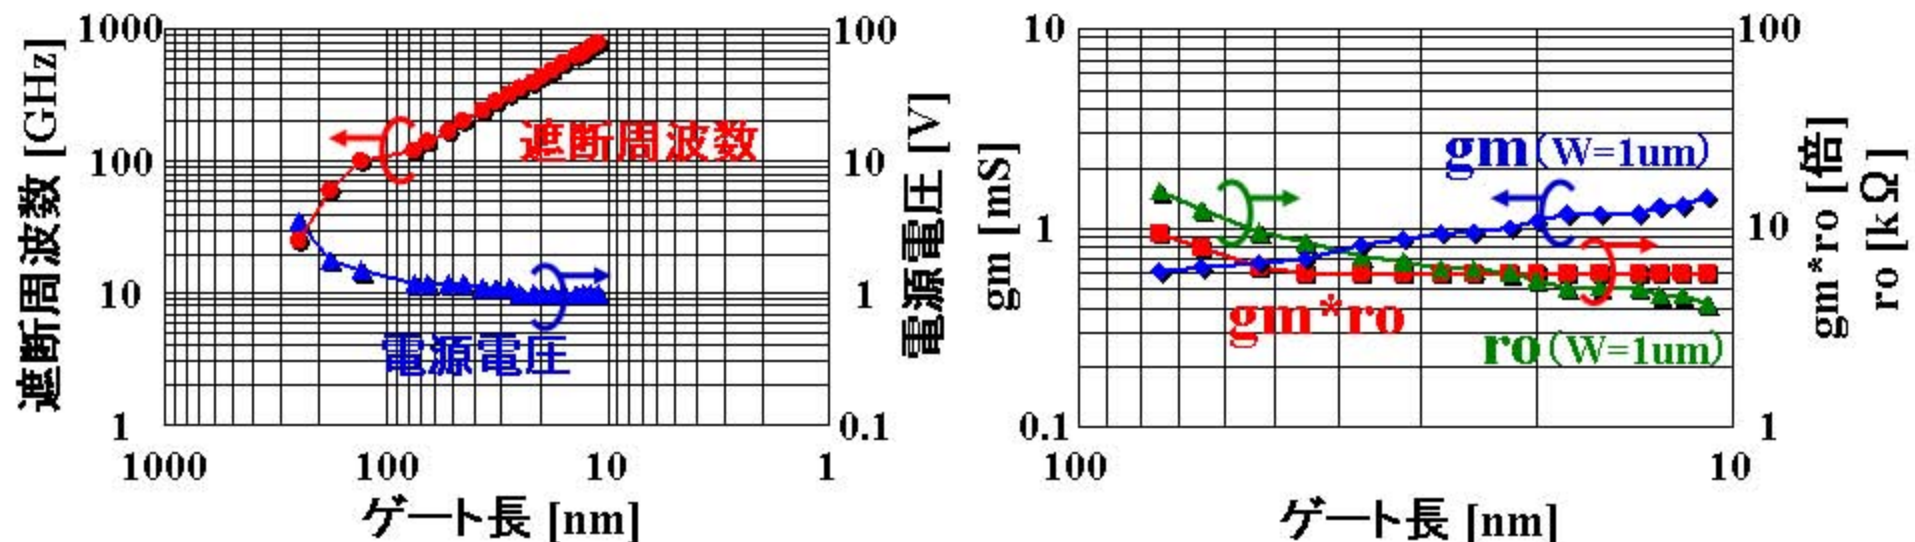 1000
100
10
1
遮断周波数 [GHz]
遮断周波数
電源電圧
100
10
1
0.1
電源電圧 [V]
1000 100 10 1
ゲート長 [nm]
10
1
0.1
gm [mS]
gm(W=1um)
gm*ro
ro(W=1um)
100
10
1
gm*ro [倍]
ro [kΩ]
100 10
ゲート長 [nm]